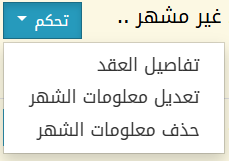 غير مشهر ..
تحكم
تفاصيل العقد
تعديل معلومات الشهر
حذف معلومات الشهر